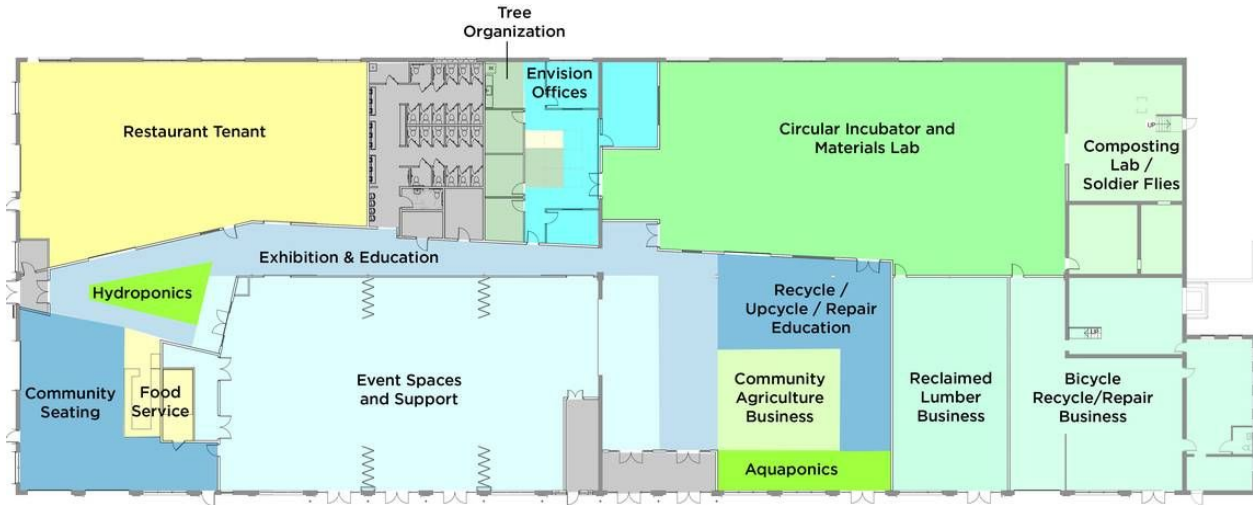 Tree
Organization
Envision
Offices
Restaurant Tenant
Circular Incubator and
Materials Lab
UP
Composting
Lab /
Soldier Flies
Exhibition & Education
Hydroponics
Recycle /
Upcycle / Repair
Education
UP
Community
Seating
Food
Service
Event Spaces
and Support
Community
Agriculture
Business
Reclaimed
Lumber
Business
Bicycle
Recycle/Repair
Business
Aquaponics